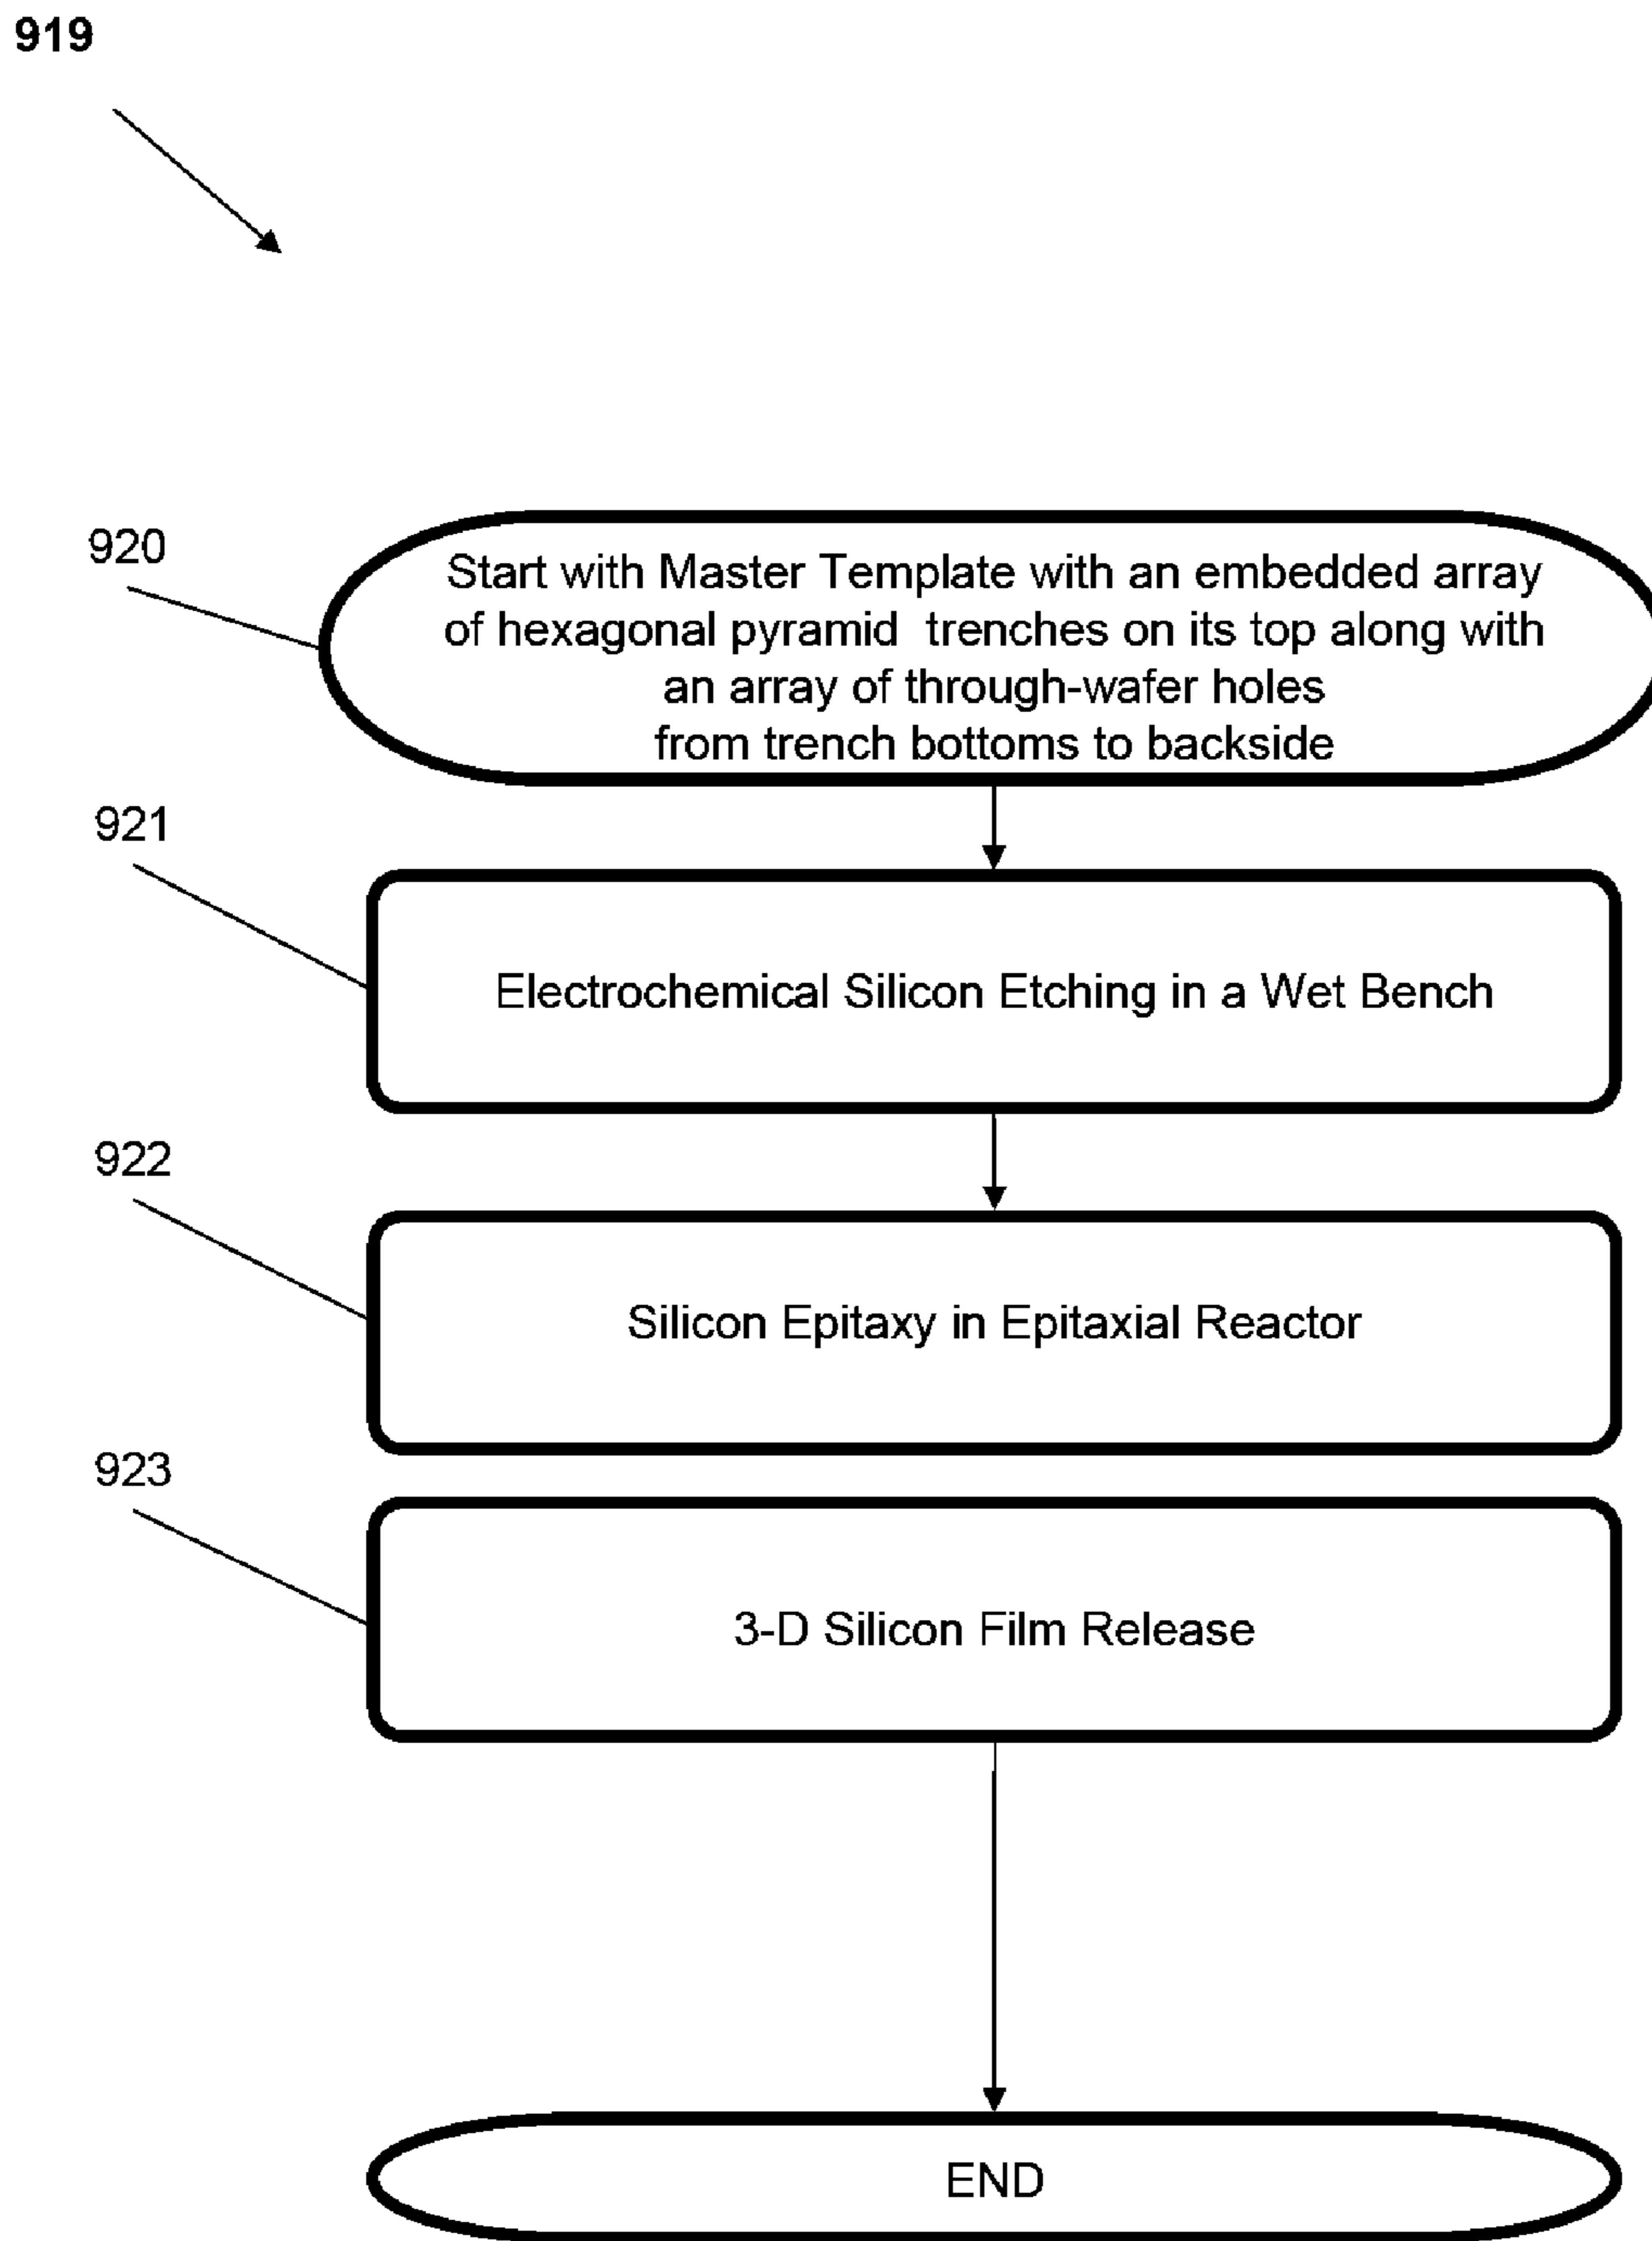 919
920
Start with Master Template with an embedded array
of hexagonal pyramid trenches on its top along with
an array of through-wafer holes
from trench bottoms to backside
921
Electrochemical Silicon Etching in a Wet Bench
922
Silicon Epitaxy in Epitaxial Reactor
923
3-D Silicon Film Release
END